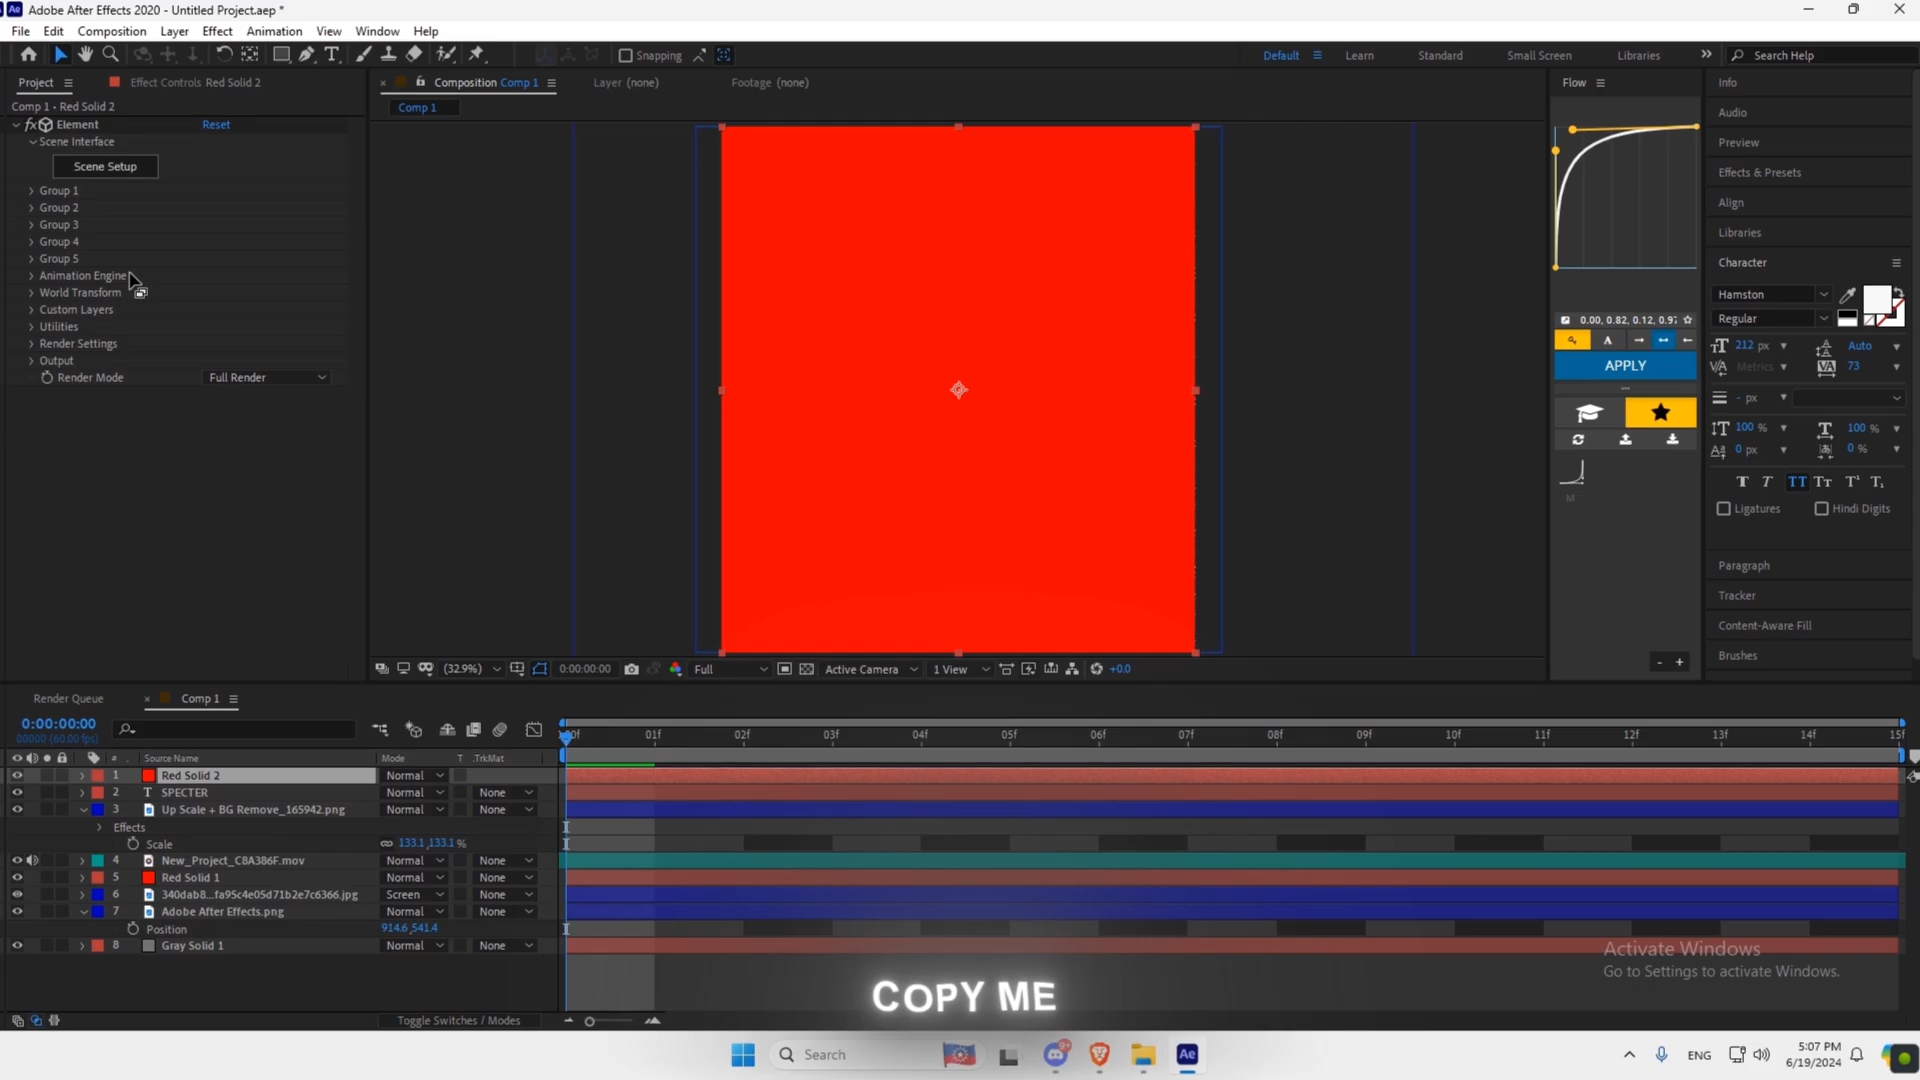 Adobe After Effects 2020 - Untitled Project.aep *
File Edit Composition Layer Effect Animation View Window Help
Snapping
Default Learn Standard Small Screen Libraries Search Help
Project Effect Controls Red Solid 2
Composition Comp 1 Layer (none) Footage (none)
Flow
Info
Comp 1 • Red Solid 2
Comp 1
Audio
fx Element Reset
Scene Interface
Preview
Scene Setup
Effects & Presets
Group 1
Align
Group 2
Group 3
Libraries
Group 4
Group 5
Character
Animation Engine
World Transform
Hamston
Custom Layers
Regular
0.00, 0.82, 0.12, 0.97
Utilities
Render Settings
212 px Auto
Output
APPLY
Metrics 73
Render Mode Full Render
- px
100 % 100 %
0 px 0 %
Ligatures Hindi Digits
Paragraph
Tracker
Content-Aware Fill
Brushes
(32.9%) 0:00:00:00 Full Active Camera 1 View +0.0
- +
Render Queue Comp 1
0:00:00:00
00000 (60.00 fps)
:00f 01f 02f 03f 04f 05f 06f 07f 08f 09f 10f 11f 12f 13f 14f 15f
# Source Name Mode T .TrkMat
1 Red Solid 2 Normal
2 T SPECTER Normal None
3 Up Scale + BG Remove_165942.png Normal None
Effects
Scale 133.1,133.1 %
4 New_Project_C8A386F.mov Normal None
5 Red Solid 1 Normal None
6 340dab8...fa95c4e05d71b2e7c6366.jpg Screen None
7 Adobe After Effects.png Normal None
Position 914.6,541.4
8 Gray Solid 1 Normal None
Activate Windows
Go to Settings to activate Windows.
COPY ME
Toggle Switches / Modes
Search
ENG
5:07 PM
6/19/2024